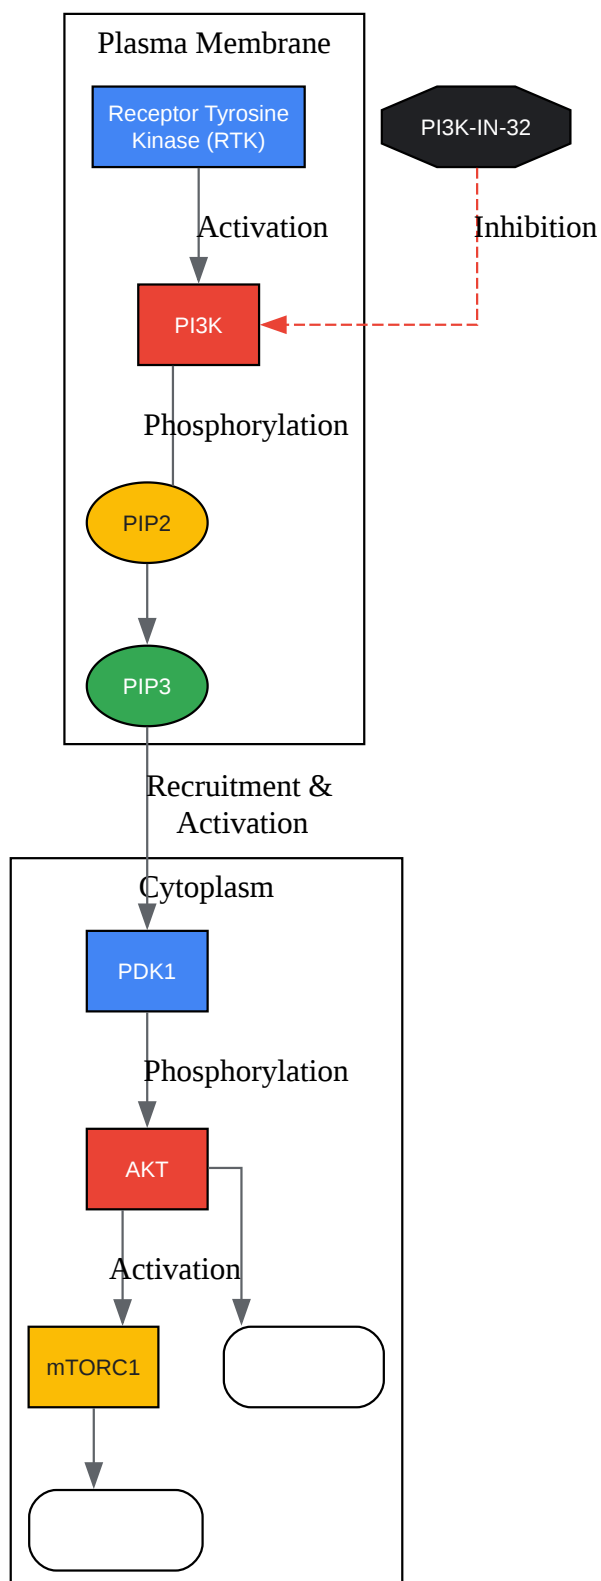 Plasma Membrane
Receptor Tyrosine
Kinase (RTK)
PI3K-IN-32
Activation
Inhibition
PI3K
Phosphorylation
PIP2
PIP3
Recruitment &
Activation
Cytoplasm
PDK1
Phosphorylation
AKT
Activation
mTORC1